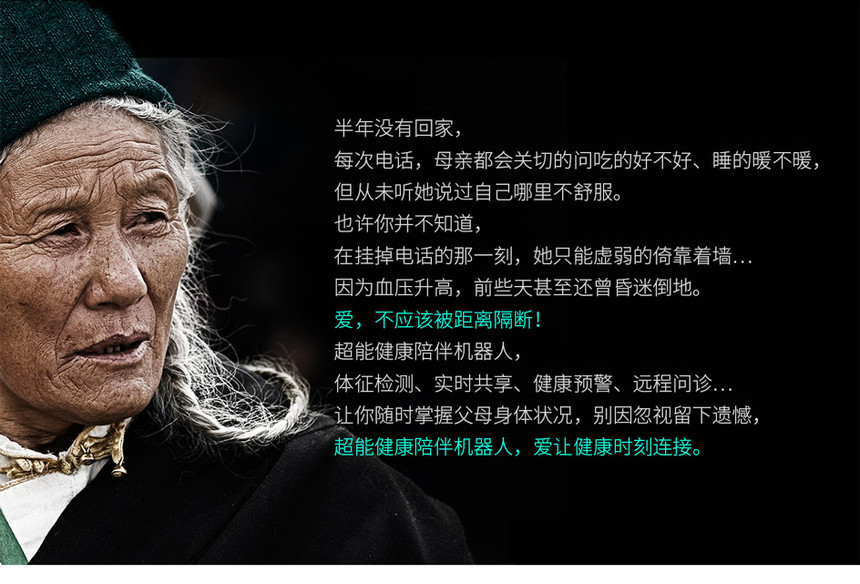 半年没有回家，
每次电话，母亲都会关切的问吃的好不好、睡的暖不暖，
但从未听她说过自己哪里不舒服。
也许你并不知道，
在挂掉电话的那一刻，她只能虚弱的倚靠着墙…
因为血压升高，前些天甚至还曾昏迷倒地。
爱，不应该被距离隔断！
超能健康陪伴机器人，
体征检测、实时共享、健康预警、远程问诊…
让你随时掌握父母身体状况，别因忽视留下遗憾，
超能健康陪伴机器人，爱让健康时刻连接。